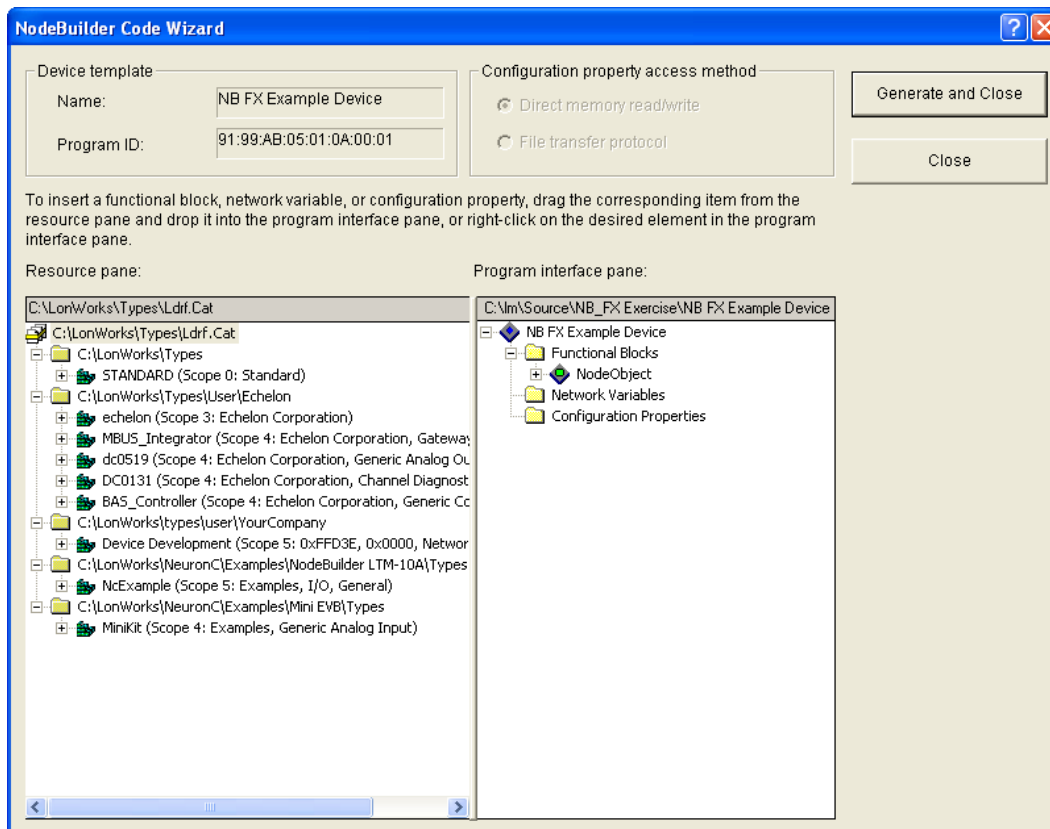 NodeBuilder Code Wizard
Device template
Name:
NB FX Example Device
Program ID:
91:99:AB:05:01:0A:00:01
Configuration property access method
Direct memory read/write
File transfer protocol
Generate and Close
Close
To insert a functional block, network variable, or configuration property, drag the corresponding item from the
resource pane and drop it into the program interface pane, or right-click on the desired element in the program
interface pane.
Resource pane:
C:\LonWorks\Types\Ldrf.Cat
C:\LonWorks\Types\Ldrf.Cat
C:\LonWorks\Types
STANDARD (Scope 0: Standard)
C:\LonWorks\Types\User\Echelon
echelon (Scope 3: Echelon Corporation)
MBUS_Integrator (Scope 4: Echelon Corporation, Gateway
dc0519 (Scope 4: Echelon Corporation, Generic Analog Ou
DC0131 (Scope 4: Echelon Corporation, Channel Diagnost
BAS_Controller (Scope 4: Echelon Corporation, Generic Co
C:\LonWorks\types\user\YourCompany
Device Development (Scope 5: 0xFFD3E, 0x0000, Networ
C:\LonWorks\NeuronC\Examples\NodeBuilder LTM-10A\Types
NcExample (Scope 5: Examples, I/O, General)
C:\LonWorks\NeuronC\Examples\Mini EVB\Types
MiniKit (Scope 4: Examples, Generic Analog Input)
Program interface pane:
C:\lm\Source\NB_FX Exercise\NB FX Example Device
NB FX Example Device
Functional Blocks
NodeObject
Network Variables
Configuration Properties